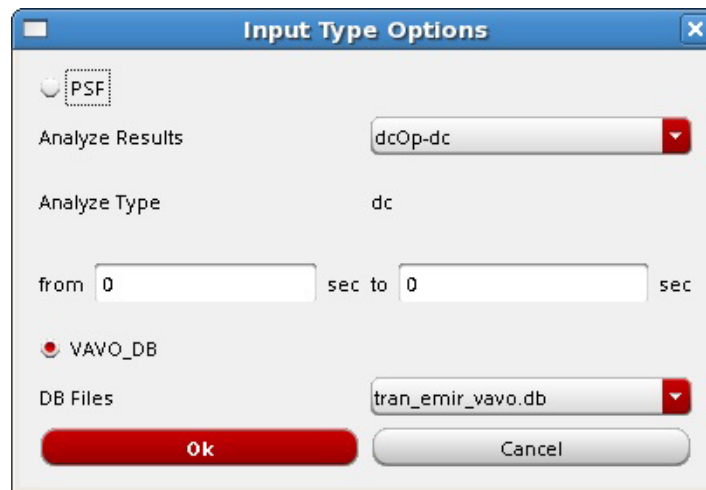 Input Type Options
PSF
Analyze Results dcOp-dc
Analyze Type dc
from 0 sec to 0 sec
VAVO_DB
DB Files tran_emir_vavo.db
Ok Cancel